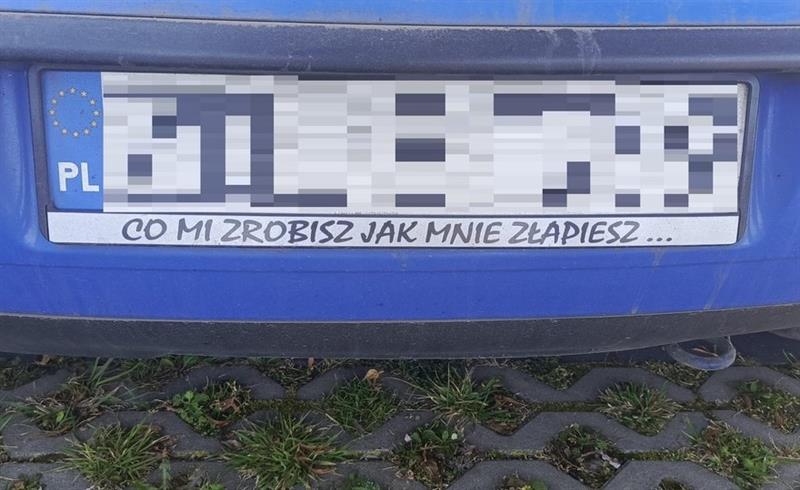 PL
CO MI ZROBISZ JAK MNIE ZŁAPIESZ ...